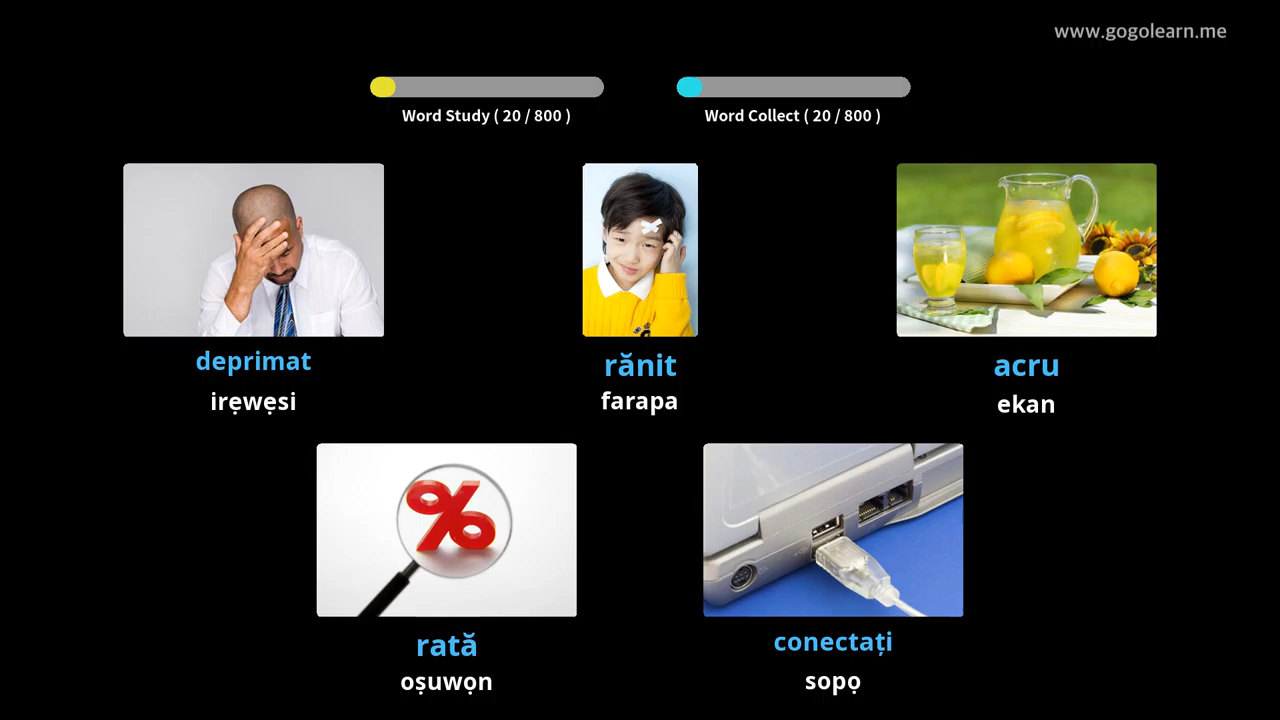 www.gogolearn.me
Word Study ( 20 / 800 )
Word Collect ( 20 / 800 )
deprimat
irẹwẹsi
rănit
farapa
acru
ekan
%
rată
oṣuwọn
conectați
sopọ